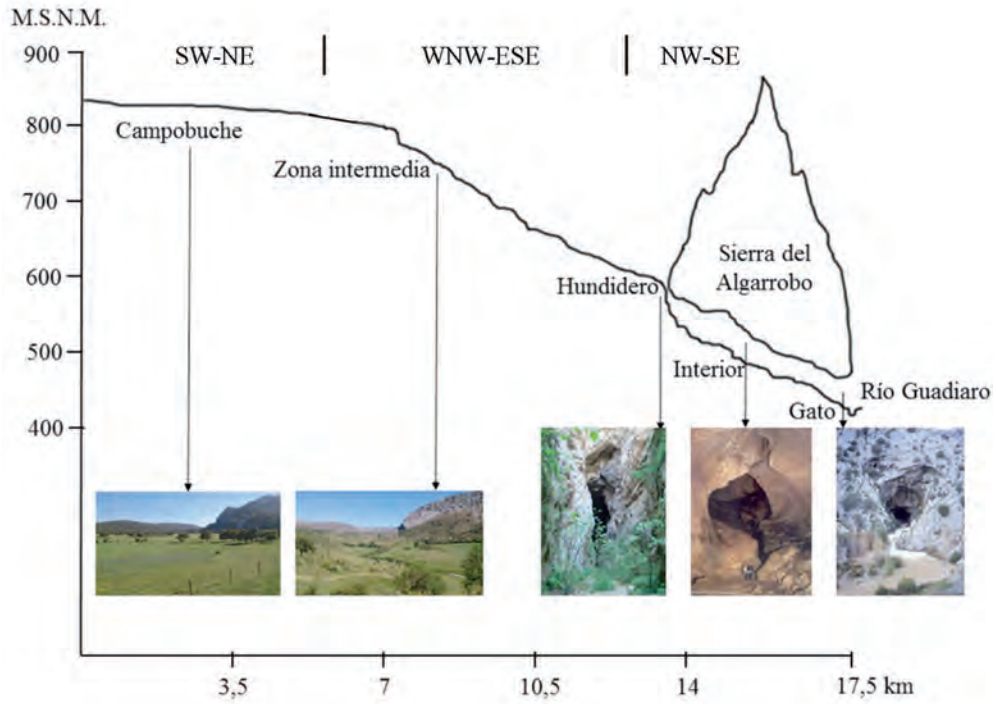 M.S.N.M.
900
SW-NE
WNW-ESE
NW-SE
800
Campobuche
Zona intermedia
700
Sierra del
Algarrobo
600
Hundidero
500
Interior
Río Guadiaro
Gato
400
3,5
7
10,5
14
17,5 km